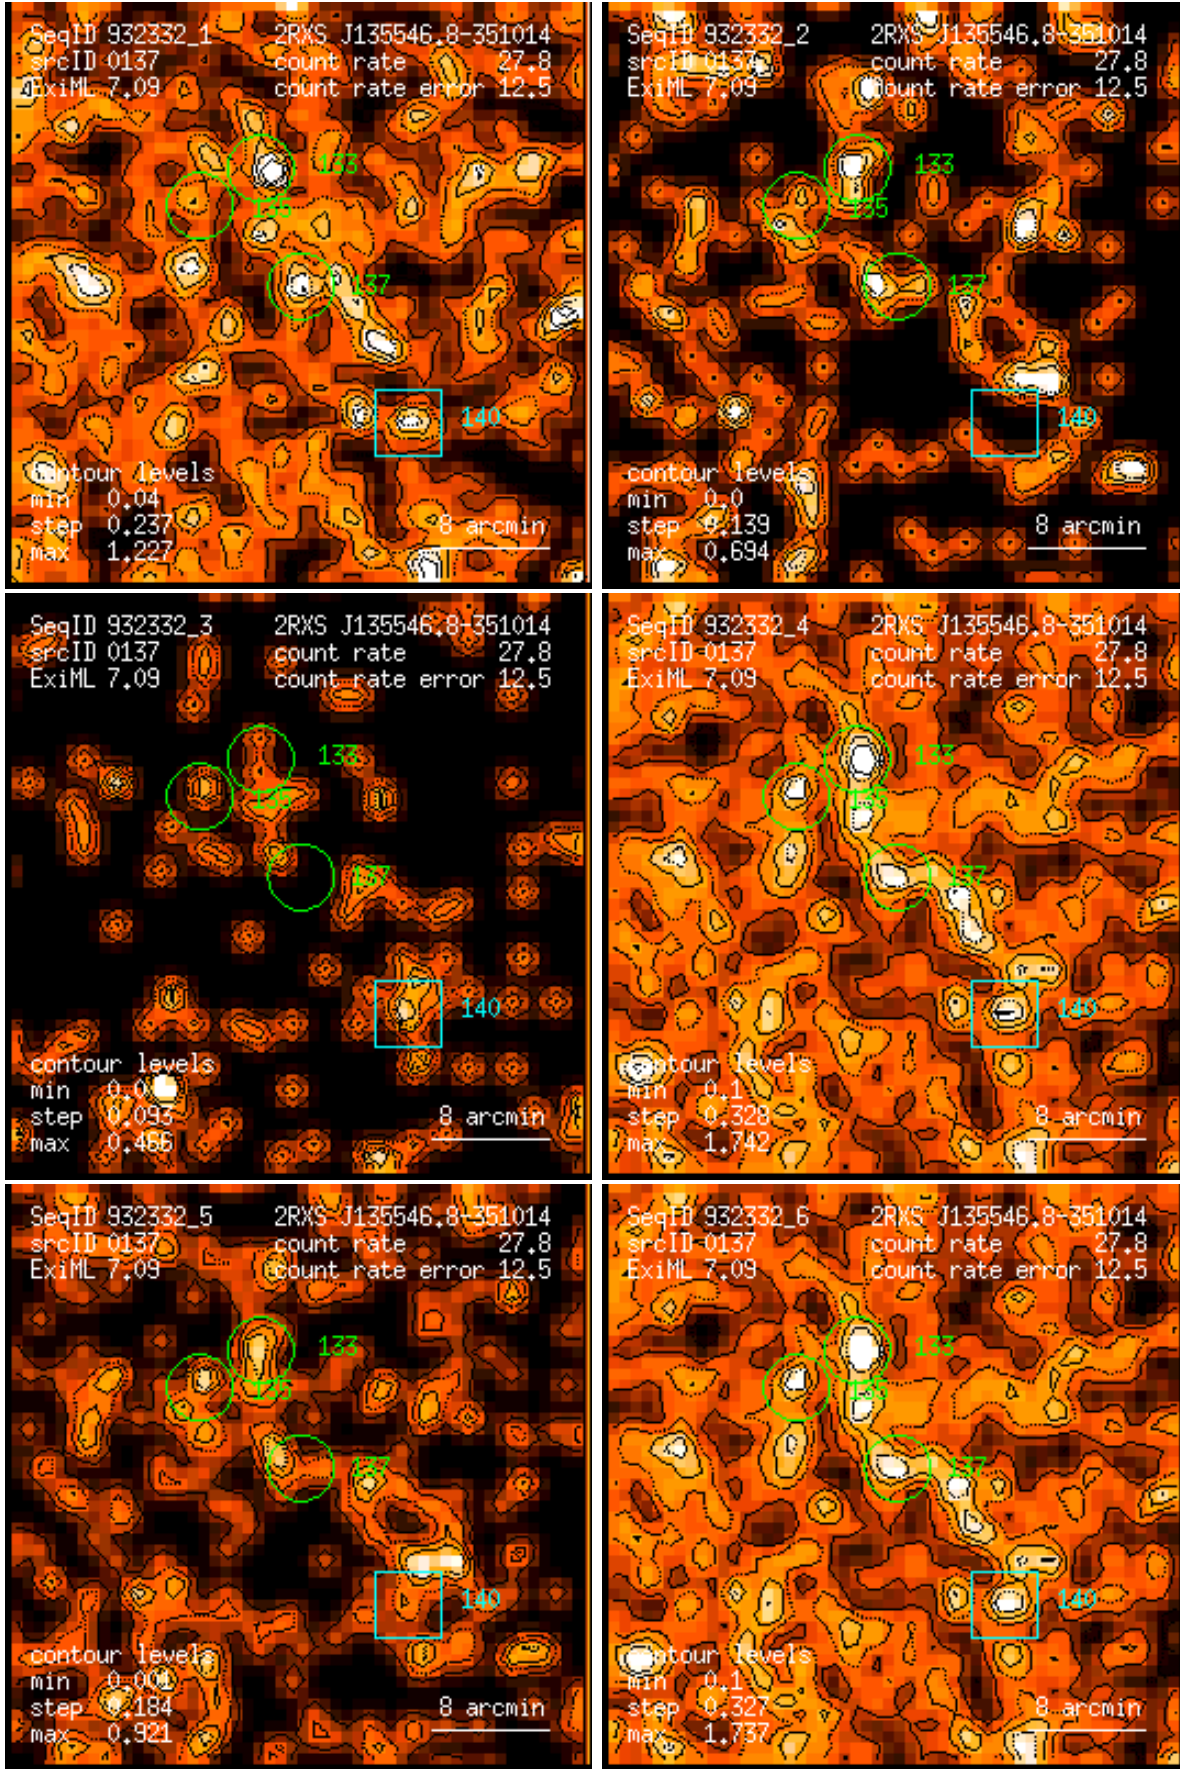 SeqID 932332_1 2RXS J135546.8-351014
srcID 0137 count rate 27.8
ExiML 7.09 count rate error 12.5
133
135
137
140
contour levels
min 0.04
step 0.237 8 arcmin
max 1.227
SeqID 932332_2 2RXS J135546.8-351014
srcID 0137 count rate 27.8
ExiML 7.09 count rate error 12.5
133
135
137
140
contour levels
min 0.0
step 0.139 8 arcmin
max 0.694
SeqID 932332_3 2RXS J135546.8-351014
srcID 0137 count rate 27.8
ExiML 7.09 count rate error 12.5
133
135
137
140
contour levels
min 0.0
step 0.093 8 arcmin
max 0.466
SeqID 932332_4 2RXS J135546.8-351014
srcID 0137 count rate 27.8
ExiML 7.09 count rate error 12.5
133
135
137
140
contour levels
min 0.1
step 0.328 8 arcmin
max 1.742
SeqID 932332_5 2RXS J135546.8-351014
srcID 0137 count rate 27.8
ExiML 7.09 count rate error 12.5
133
135
137
140
contour levels
min 0.001
step 0.184 8 arcmin
max 0.921
SeqID 932332_6 2RXS J135546.8-351014
srcID 0137 count rate 27.8
ExiML 7.09 count rate error 12.5
133
135
137
140
contour levels
min 0.1
step 0.327 8 arcmin
max 1.737